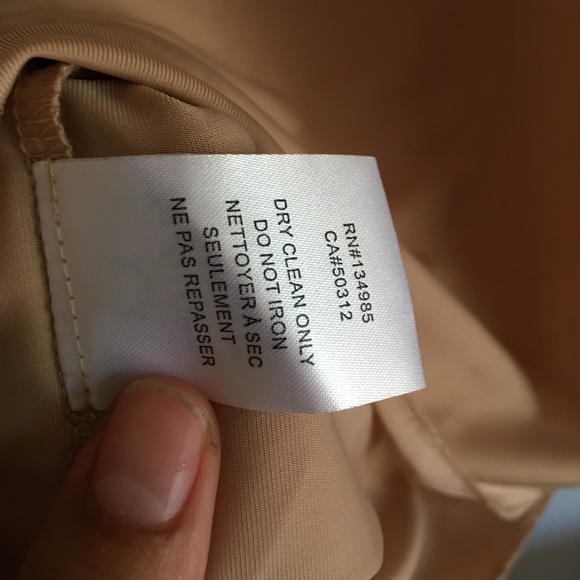 RN#134985
CA#50312
DRY CLEAN ONLY
DO NOT IRON
NETTOYER À SEC
SEULEMENT
NE PAS REPASSER